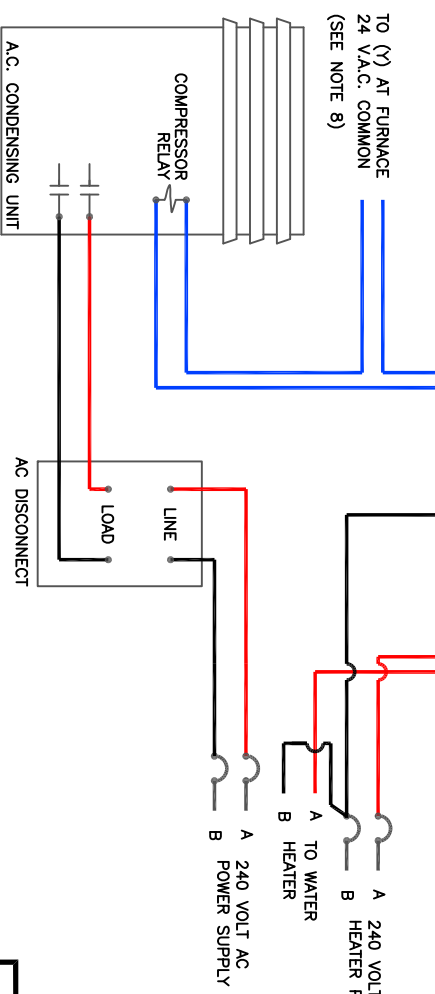 TO (Y) AT FURNACE
24 V.A.C. COMMON
(SEE NOTE 8)
COMPRESSOR
RELAY
A.C. CONDENSING UNIT
LINE
LOAD
AC DISCONNECT
A 240 VOLT
B HEATER P
A TO WATER
B HEATER
A 240 VOLT AC
B POWER SUPPLY